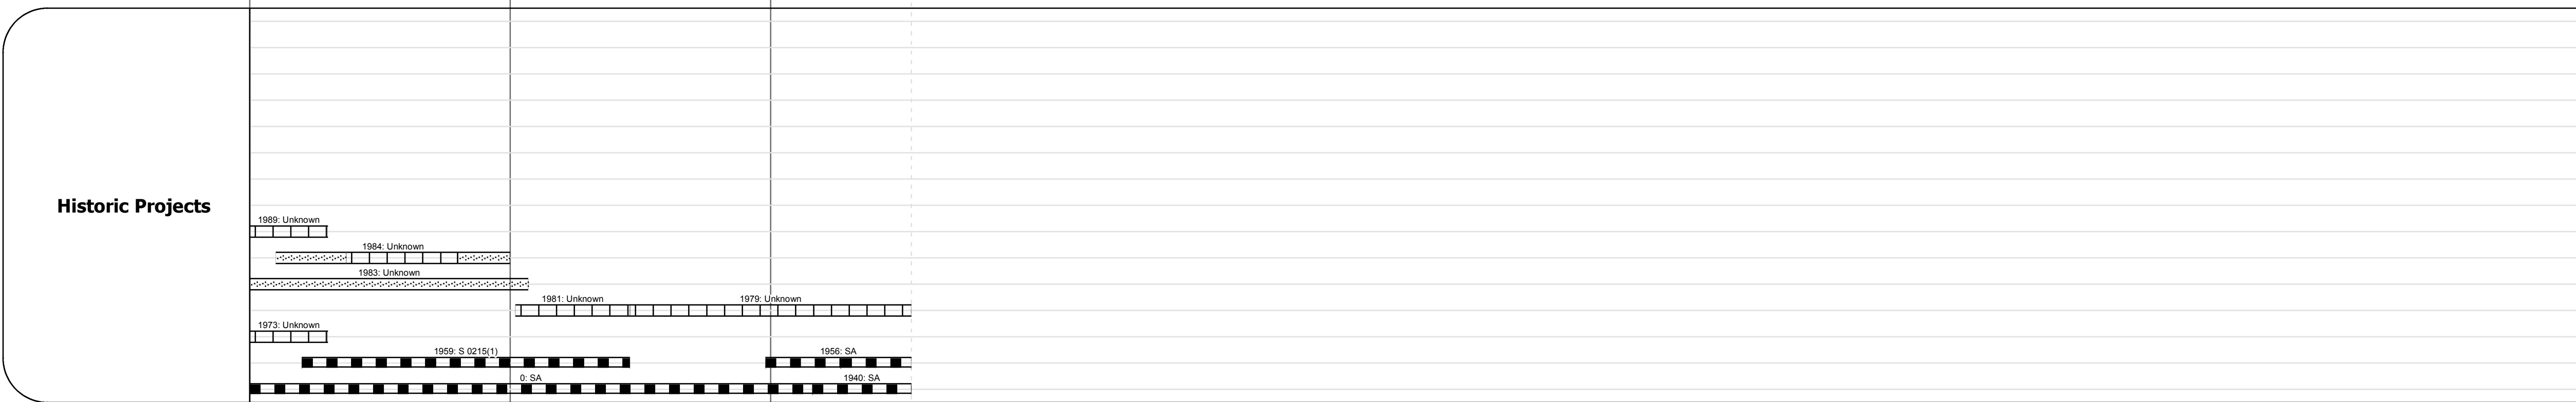 Historic Projects
1989: Unknown
1984: Unknown
1983: Unknown
1981: Unknown
1979: Unknown
1973: Unknown
1959: S 0215(1)
1956: SA
0: SA
1940: SA